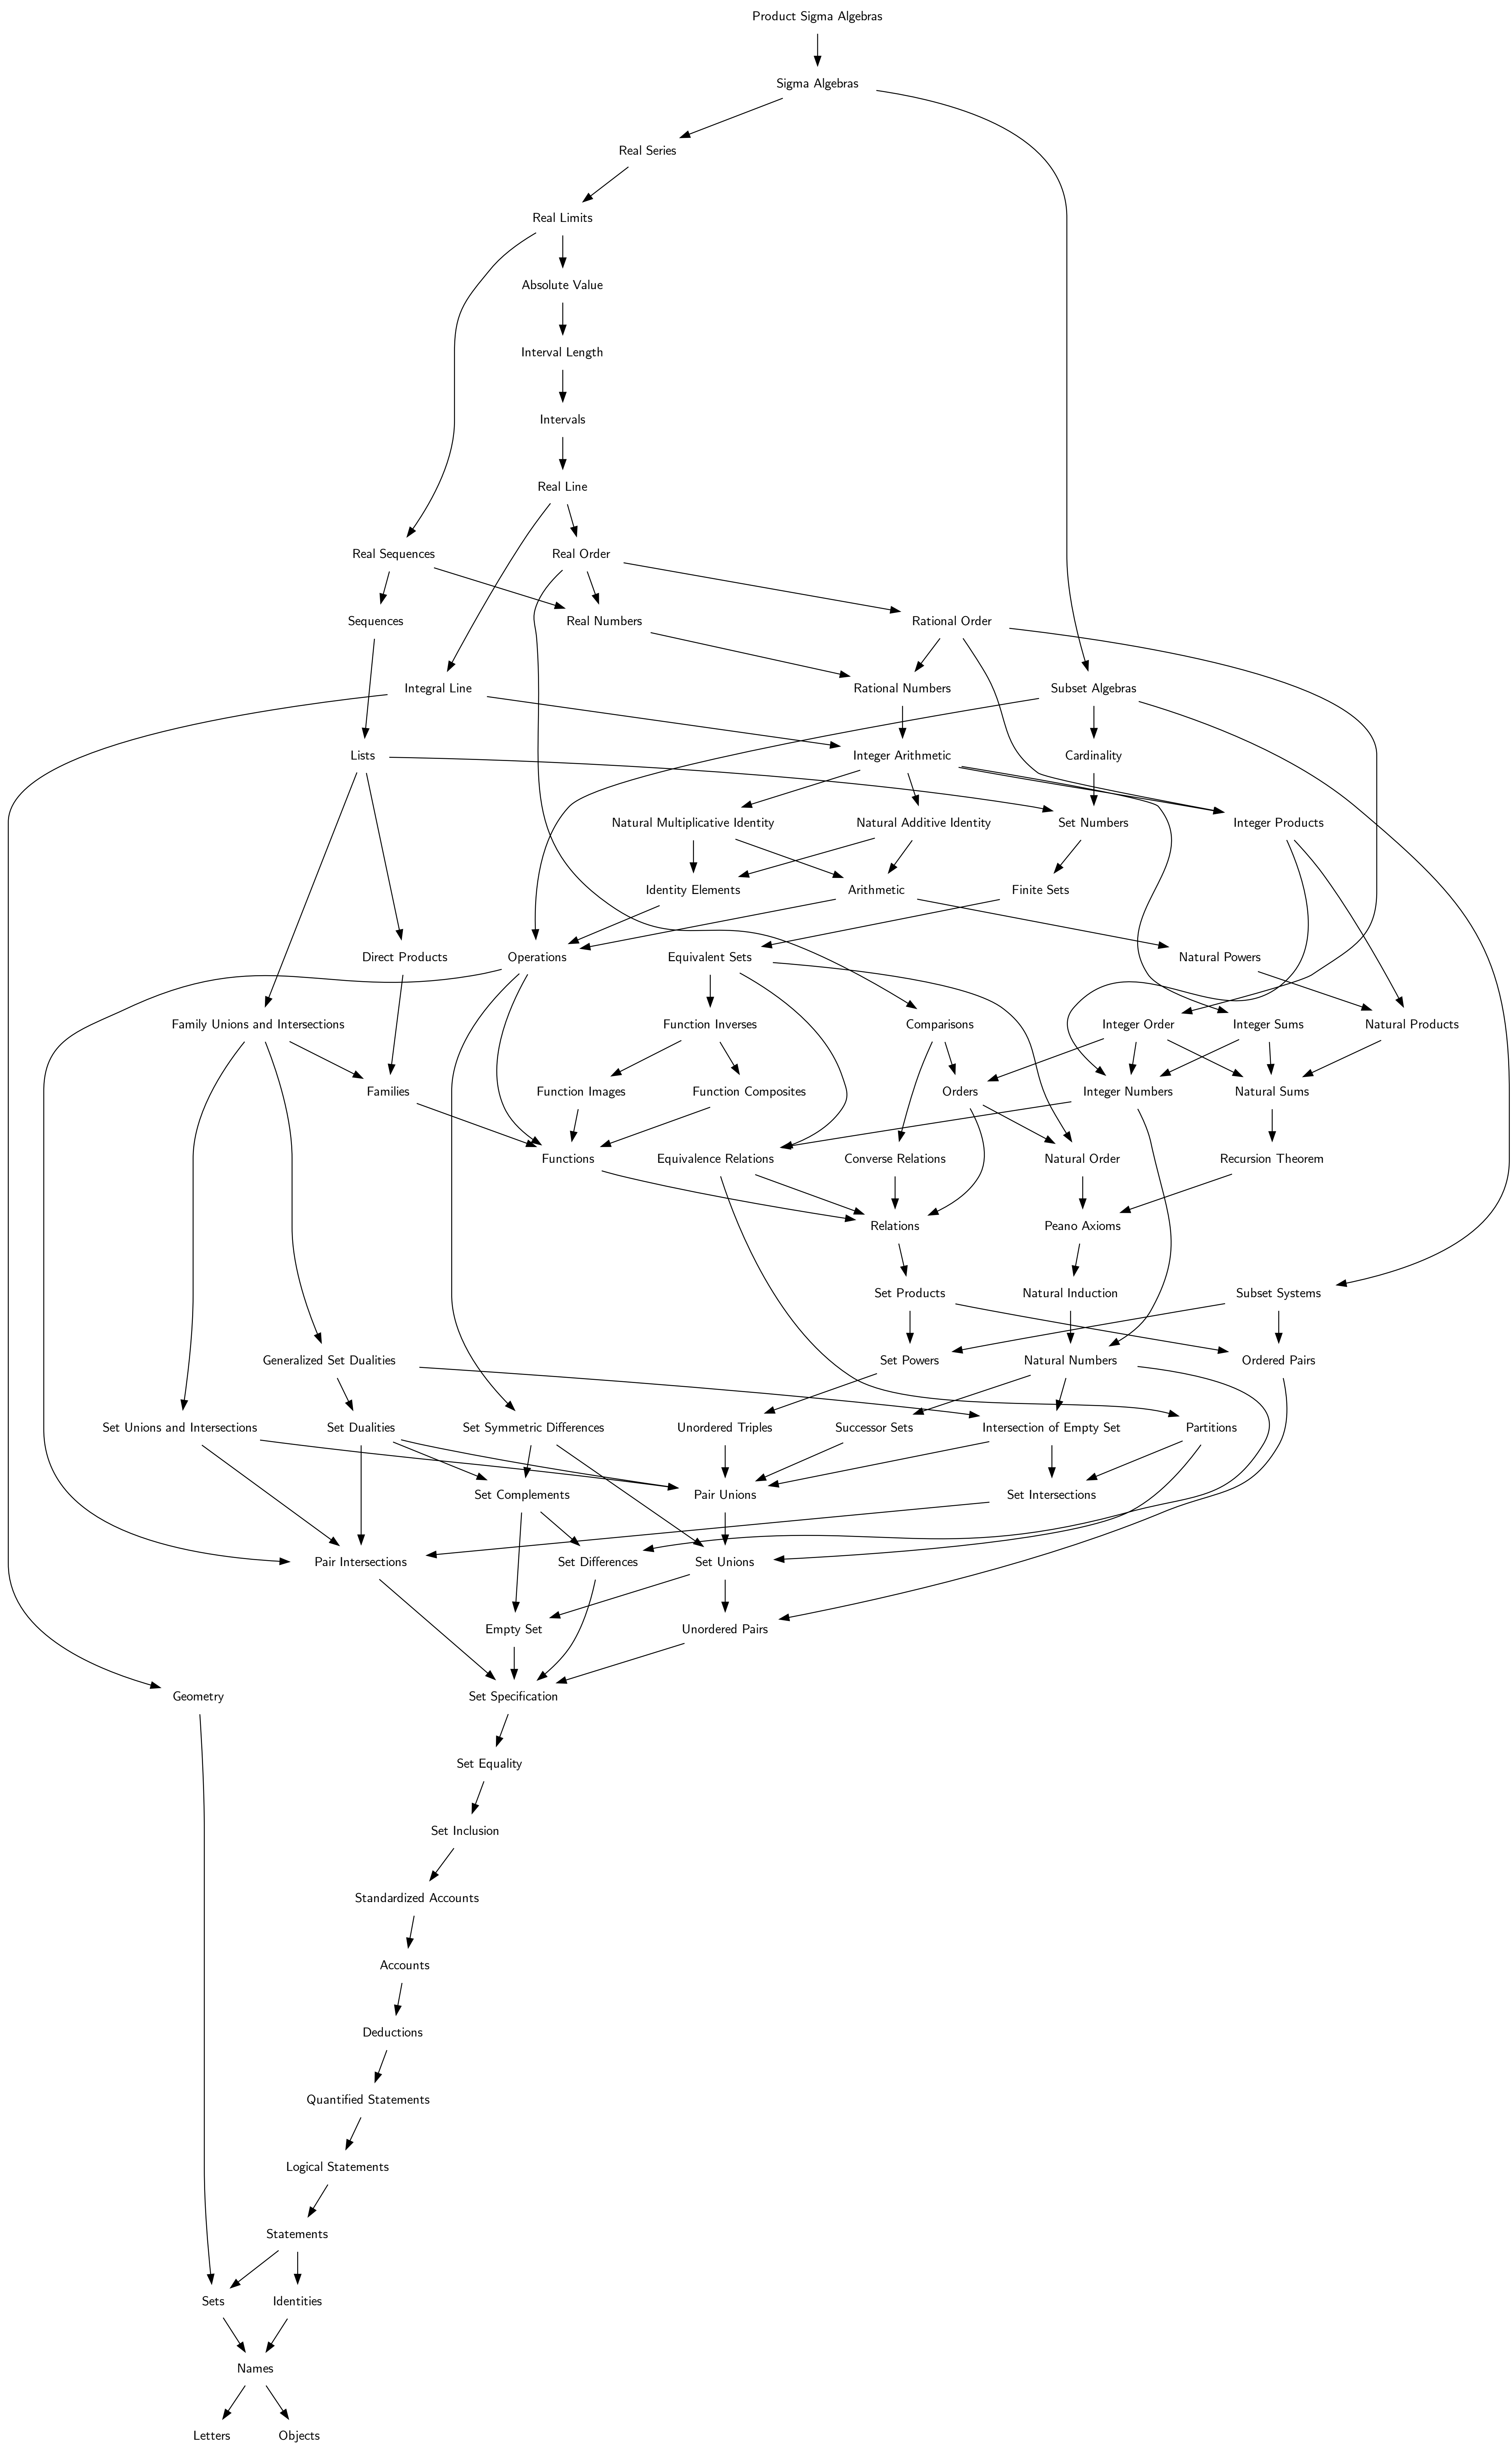 Product Sigma Algebras
Sigma Algebras
Real Series
Real Limits
Absolute Value
Interval Length
Intervals
Real Line
Real Sequences
Real Order
Sequences
Real Numbers
Rational Order
Integral Line
Rational Numbers
Subset Algebras
Lists
Integer Arithmetic
Cardinality
Natural Multiplicative Identity
Natural Additive Identity
Set Numbers
Integer Products
Identity Elements
Arithmetic
Finite Sets
Direct Products
Operations
Equivalent Sets
Natural Powers
Family Unions and Intersections
Function Inverses
Comparisons
Integer Order
Integer Sums
Natural Products
Families
Function Images
Function Composites
Orders
Integer Numbers
Natural Sums
Functions
Equivalence Relations
Converse Relations
Natural Order
Recursion Theorem
Relations
Peano Axioms
Set Products
Natural Induction
Subset Systems
Generalized Set Dualities
Set Powers
Natural Numbers
Ordered Pairs
Set Unions and Intersections
Set Dualities
Set Symmetric Differences
Unordered Triples
Successor Sets
Intersection of Empty Set
Partitions
Set Complements
Pair Unions
Set Intersections
Pair Intersections
Set Differences
Set Unions
Empty Set
Unordered Pairs
Geometry
Set Specification
Set Equality
Set Inclusion
Standardized Accounts
Accounts
Deductions
Quantified Statements
Logical Statements
Statements
Sets
Identities
Names
Letters
Objects